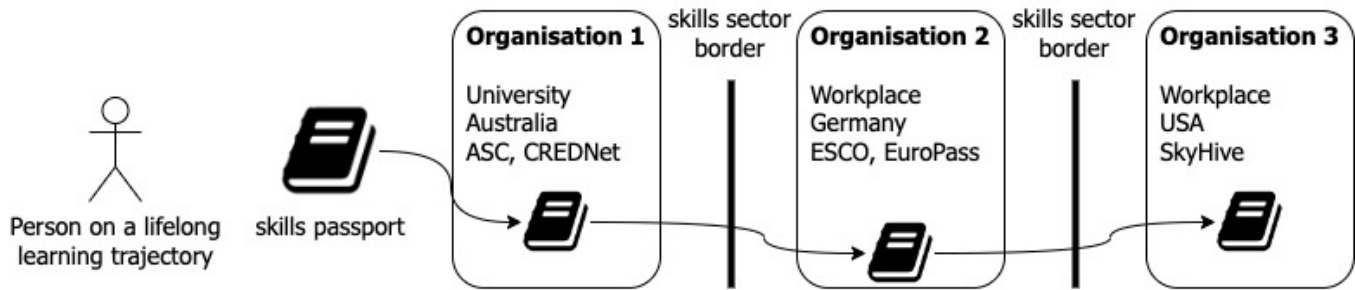 Person on a lifelong
learning trajectory
skills passport
Organisation 1
University
Australia
ASC, CREDNet
skills sector
border
Organisation 2
Workplace
Germany
ESCO, EuroPass
skills sector
border
Organisation 3
Workplace
USA
SkyHive